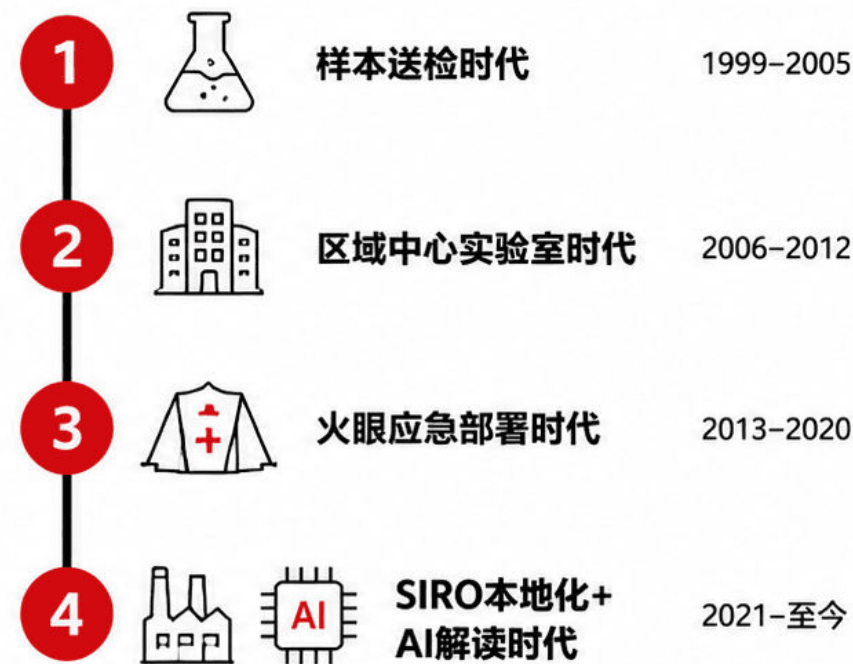 1 样本送检时代 1999–2005
2 区域中心实验室时代 2006–2012
3 火眼应急部署时代 2013–2020
4 AI SIRO本地化+
AI解读时代 2021–至今